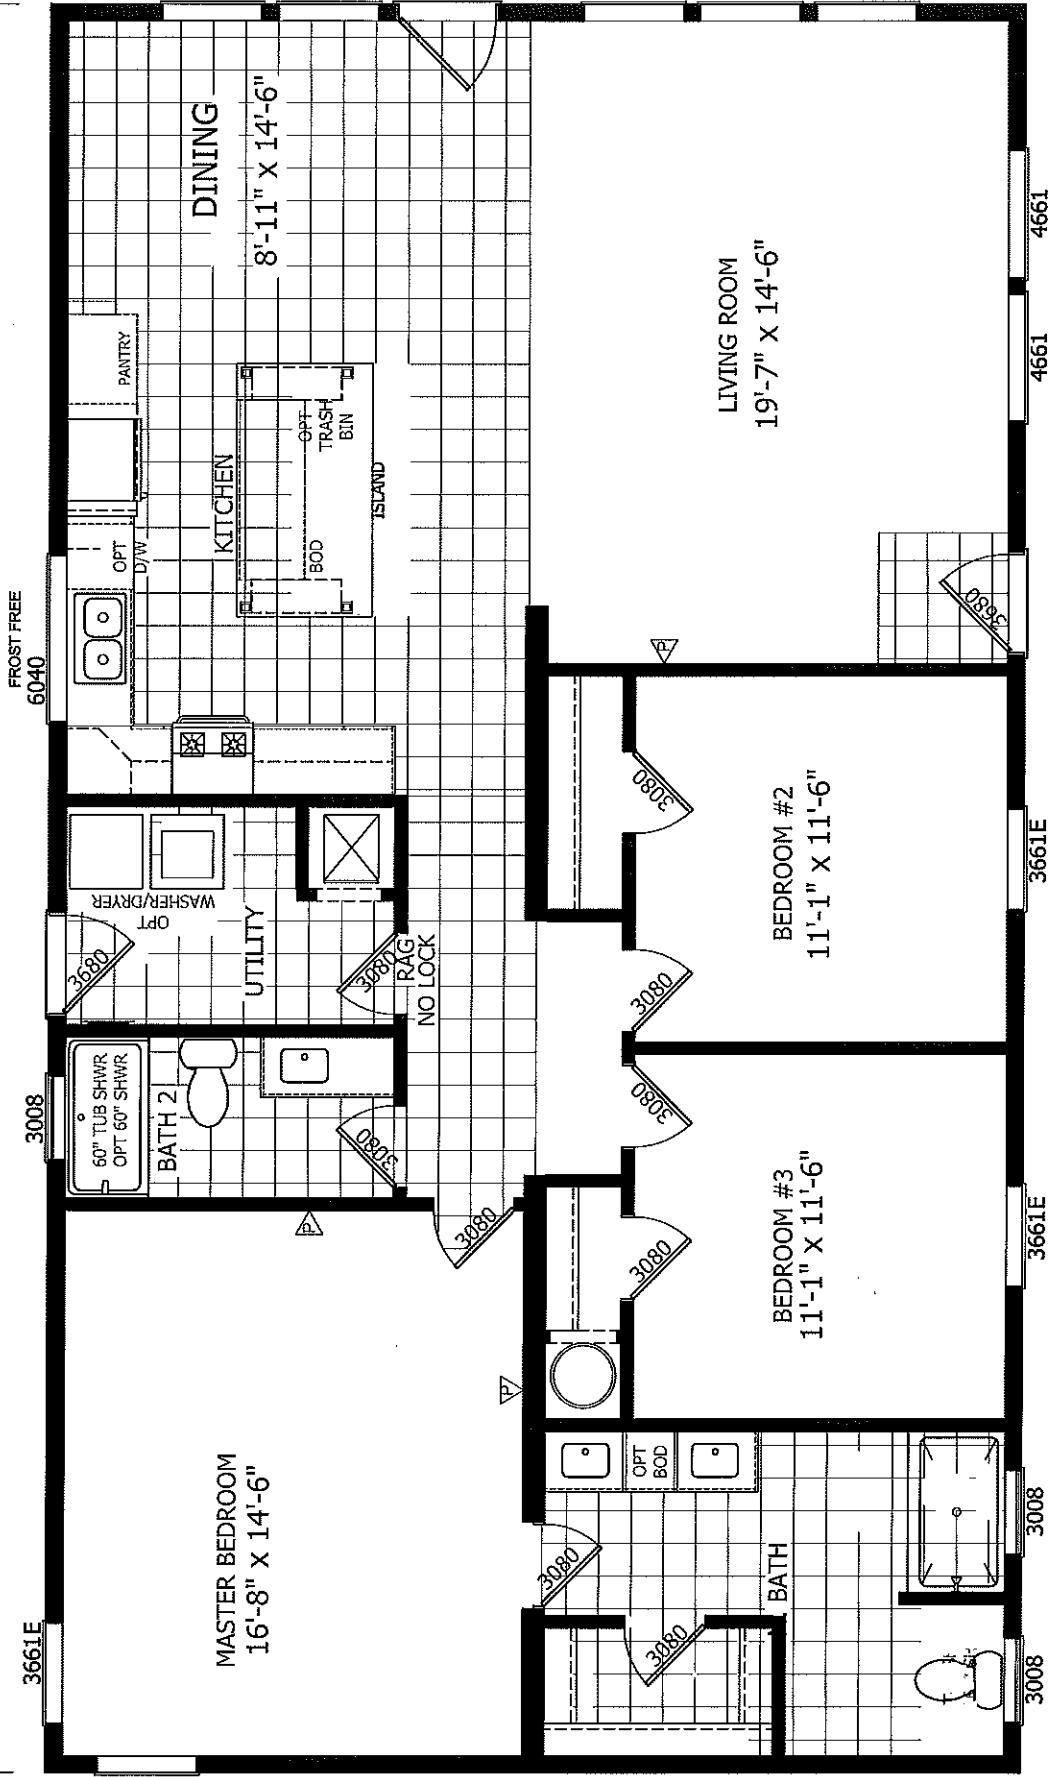 DINING
8'-11" X 14'-6"
PANTRY
KITCHEN
OPT
TRASH
BIN
ISLAND
BOD
OPT
D/W
FROST FREE
6040
LIVING ROOM
19'-7" X 14'-6"
4661
4661
3680
P
OPT
WASHER/DRYER
3680
UTILITY
3080
RAG
NO LOCK
3080
BEDROOM #2
11'-1" X 11'-6"
3661E
3080
3008
60" TUB SHWR
OPT 60" SHWR
BATH 2
3080
3080
BEDROOM #3
11'-1" X 11'-6"
3661E
3080
3080
P
P
MASTER BEDROOM
16'-8" X 14'-6"
3661E
OPT
BOD
3080
BATH
3080
3008
3008